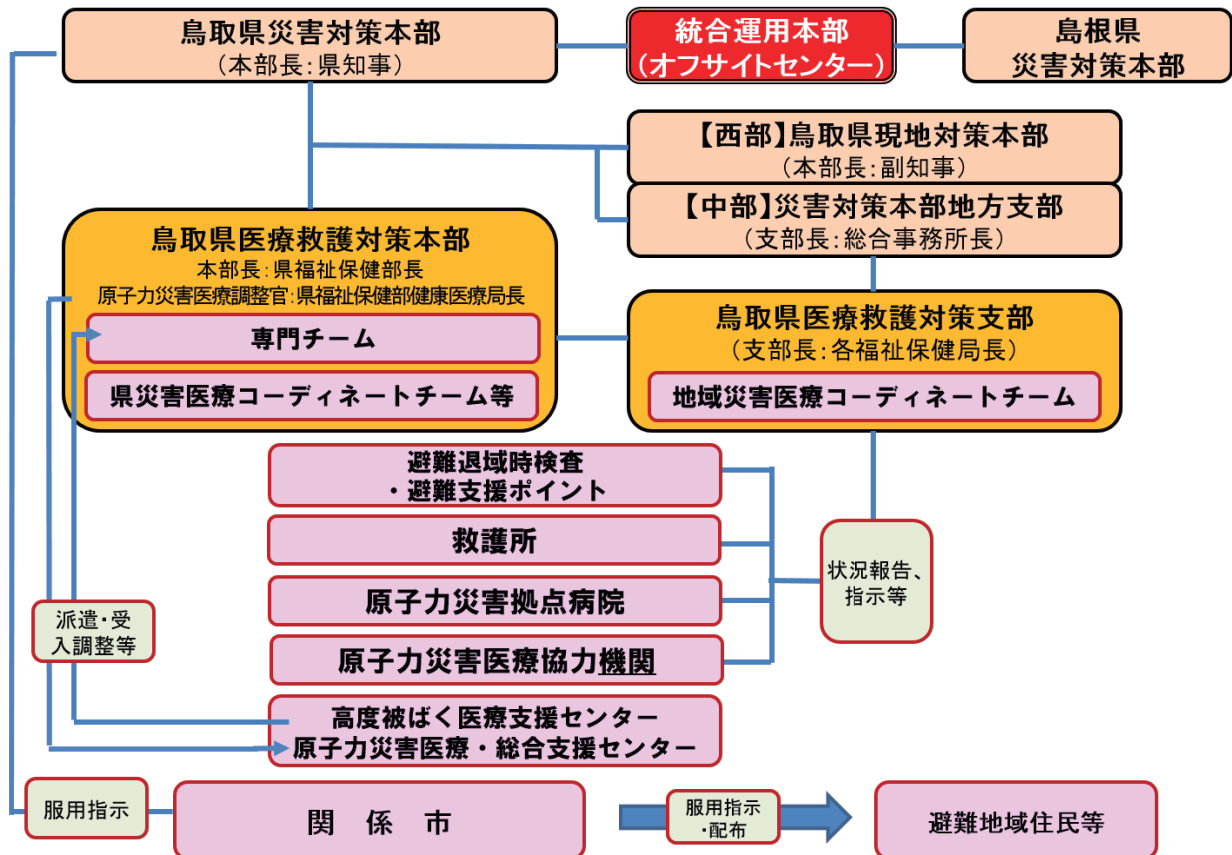 鳥取県災害対策本部
(本部長:県知事)
統合運用本部
(オフサイトセンター)
島根県
災害対策本部
【西部】鳥取県現地対策本部
(本部長:副知事)
【中部】災害対策本部地方支部
(支部長:総合事務所長)
鳥取県医療救護対策本部
本部長:県福祉保健部長
原子力災害医療調整官:県福祉保健部健康医療局長
専門チーム
県災害医療コーディネートチーム等
鳥取県医療救護対策支部
(支部長:各福祉保健局長)
地域災害医療コーディネートチーム
避難退域時検査
・避難支援ポイント
救護所
原子力災害拠点病院
原子力災害医療協力機関
状況報告、
指示等
派遣・受
入調整等
高度被ばく医療支援センター
原子力災害医療・総合支援センター
服用指示
関 係 市
服用指示
・配布
避難地域住民等